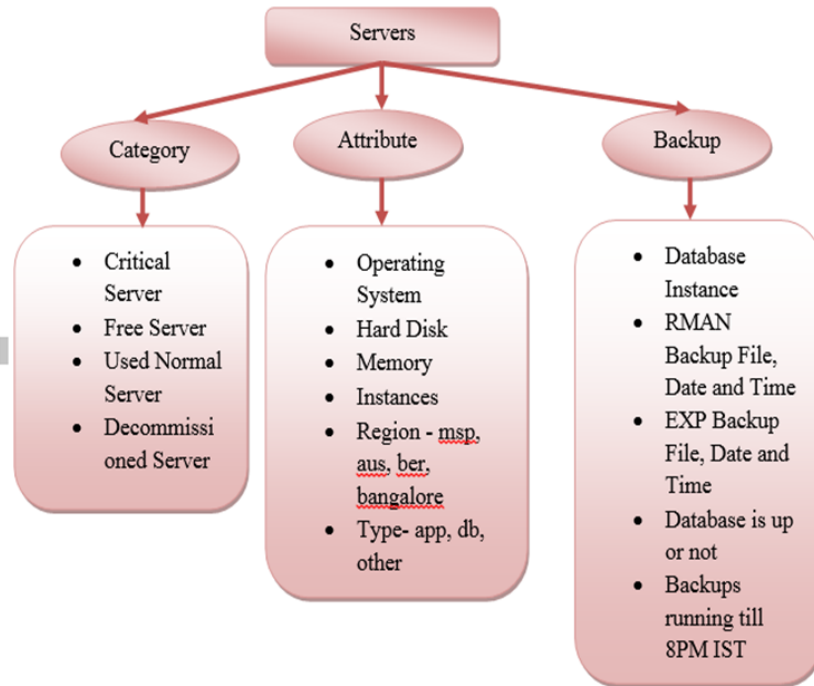 Servers
Category
Attribute
Backup
• Critical
Server
• Free Server
• Used Normal
Server
• Decommissi
oned Server
• Operating
System
• Hard Disk
• Memory
• Instances
• Region - msp,
aus, ber,
bangalore
• Type- app, db,
other
• Database
Instance
• RMAN
Backup File,
Date and Time
• EXP Backup
File, Date and
Time
• Database is up
or not
• Backups
running till
8PM IST